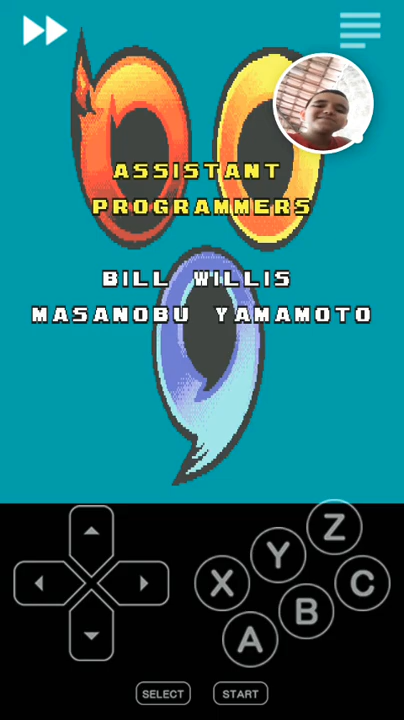 ASSISTANT
PROGRAMMERS
BILL WILLIS
MASANOBU YAMAMOTO
Z
Y
X
C
B
A
SELECT
START